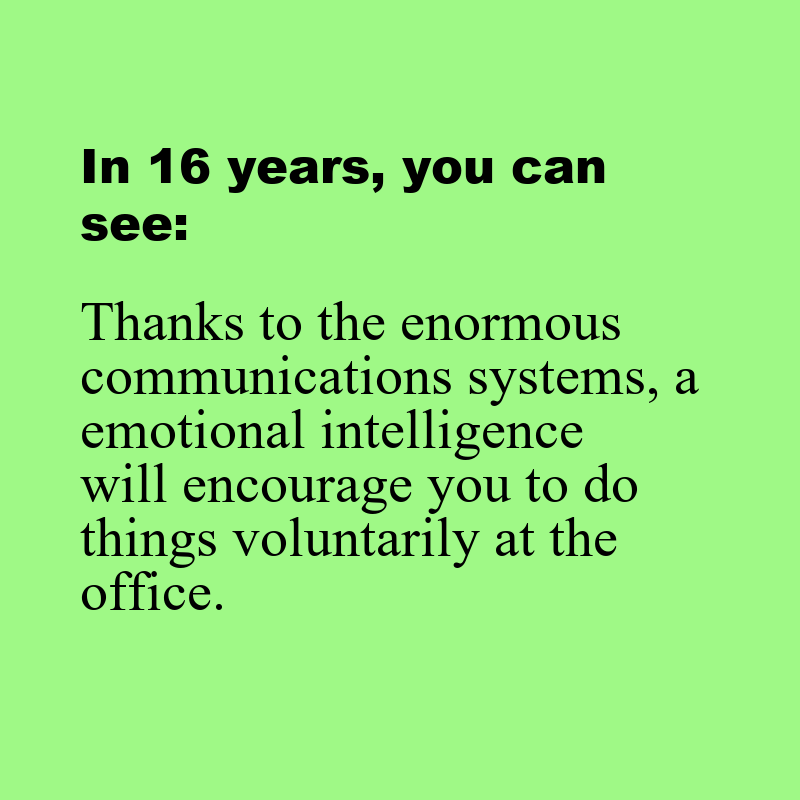 In 16 years, you can
see:
Thanks to the enormous
communications systems, a
emotional intelligence
will encourage you to do
things voluntarily at the
office.